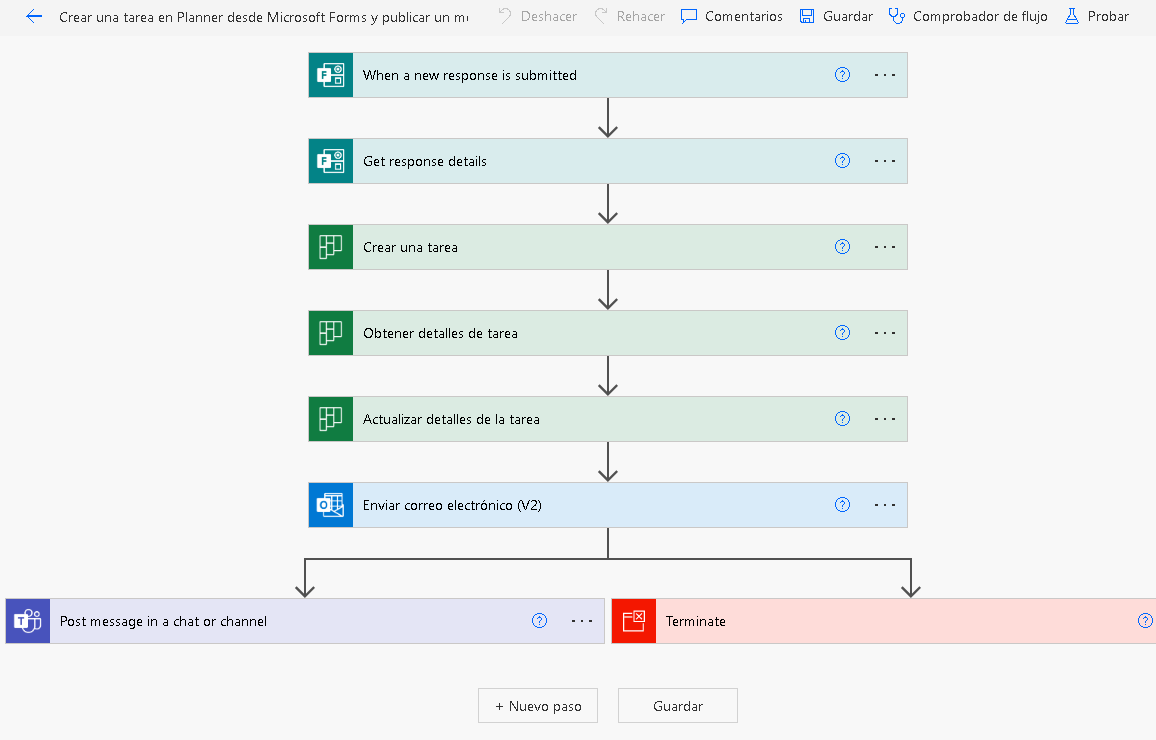 Crear una tarea en Planner desde Microsoft Forms y publicar un m
Deshacer
Rehacer
Comentarios
Guardar
Comprobador de flujo
Probar
When a new response is submitted
Get response details
Crear una tarea
Obtener detalles de tarea
Actualizar detalles de la tarea
Enviar correo electrónico (V2)
Post message in a chat or channel
Terminate
+ Nuevo paso
Guardar